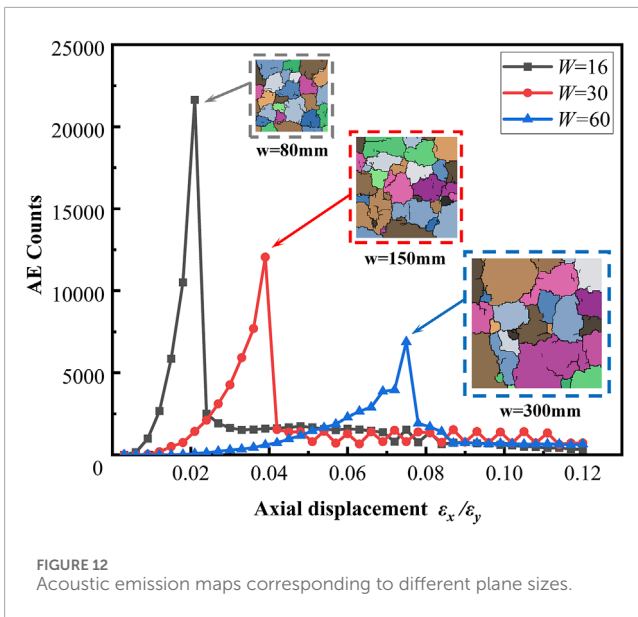 25000
20000
15000
10000
5000
0
AE Counts
W=16
W=30
W=60
w=80mm
w=150mm
w=300mm
0.02
0.04
0.06
0.08
0.10
0.12
Axial displacement εx/εy
FIGURE 12
Acoustic emission maps corresponding to different plane sizes.